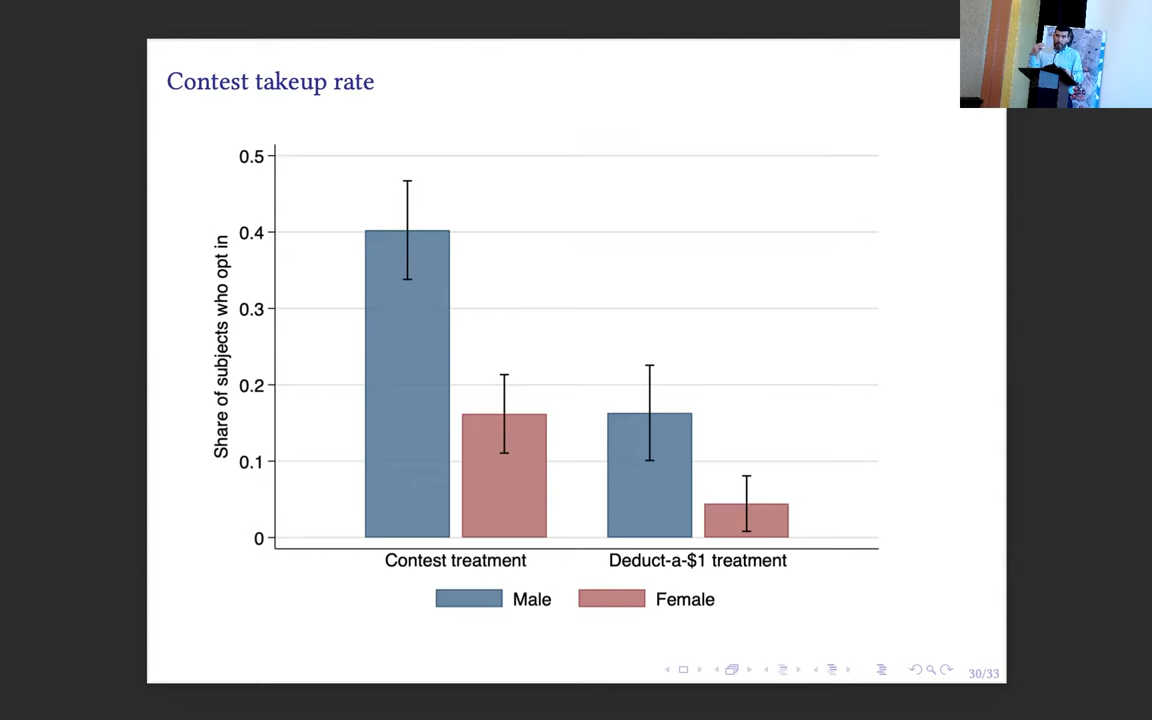 Contest takeup rate
0.5
0.4
0.3
0.2
0.1
0
Share of subjects who opt in
Contest treatment
Deduct-a-$1 treatment
Male
Female
30/33